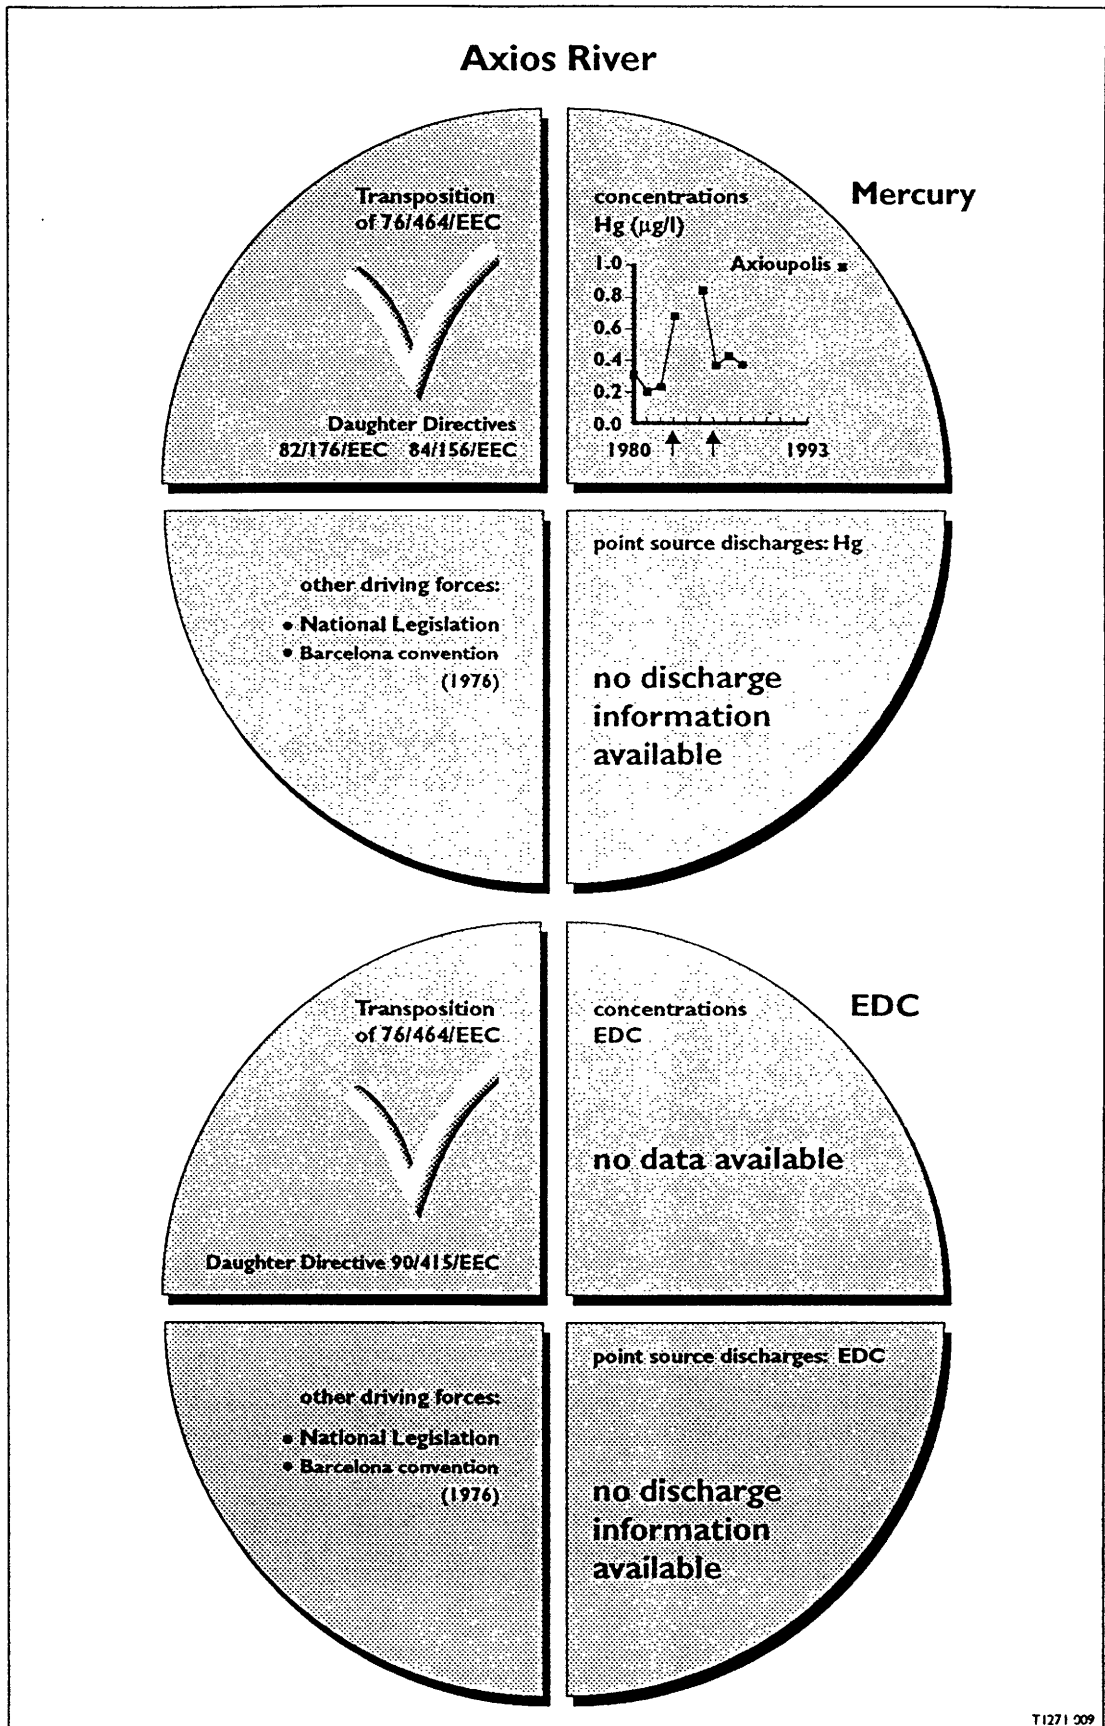 Axios River
Transposition
of 76/464/EEC
Daughter Directives
82/176/EEC 84/156/EEC
Mercury
concentrations
Hg (µg/l)
Axioupolis
1.0
0.8
0.6
0.4
0.2
0.0
1980
1993
other driving forces:
• National Legislation
• Barcelona convention
(1976)
point source discharges: Hg
no discharge
information
available
Transposition
of 76/464/EEC
Daughter Directive 90/415/EEC
EDC
concentrations
EDC
no data available
other driving forces:
• National Legislation
• Barcelona convention
(1976)
point source discharges: EDC
no discharge
information
available
T1271 009